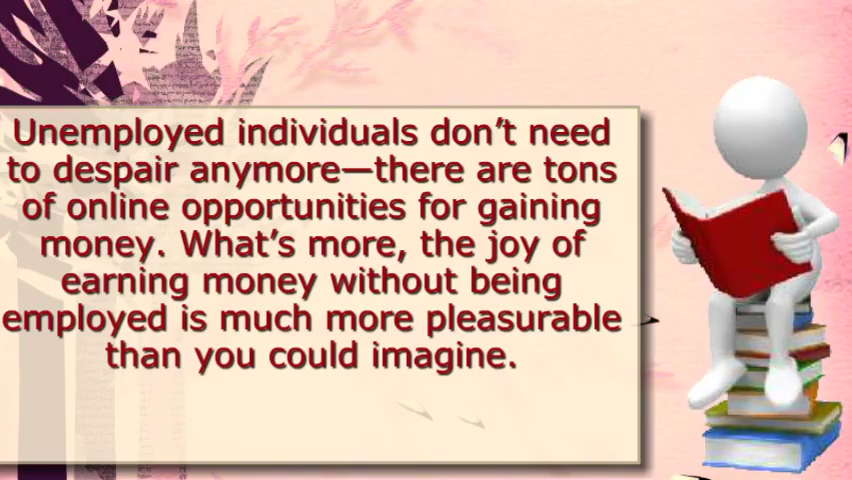 Unemployed individuals don’t need
to despair anymore—there are tons
of online opportunities for gaining
money. What’s more, the joy of
earning money without being
employed is much more pleasurable
than you could imagine.